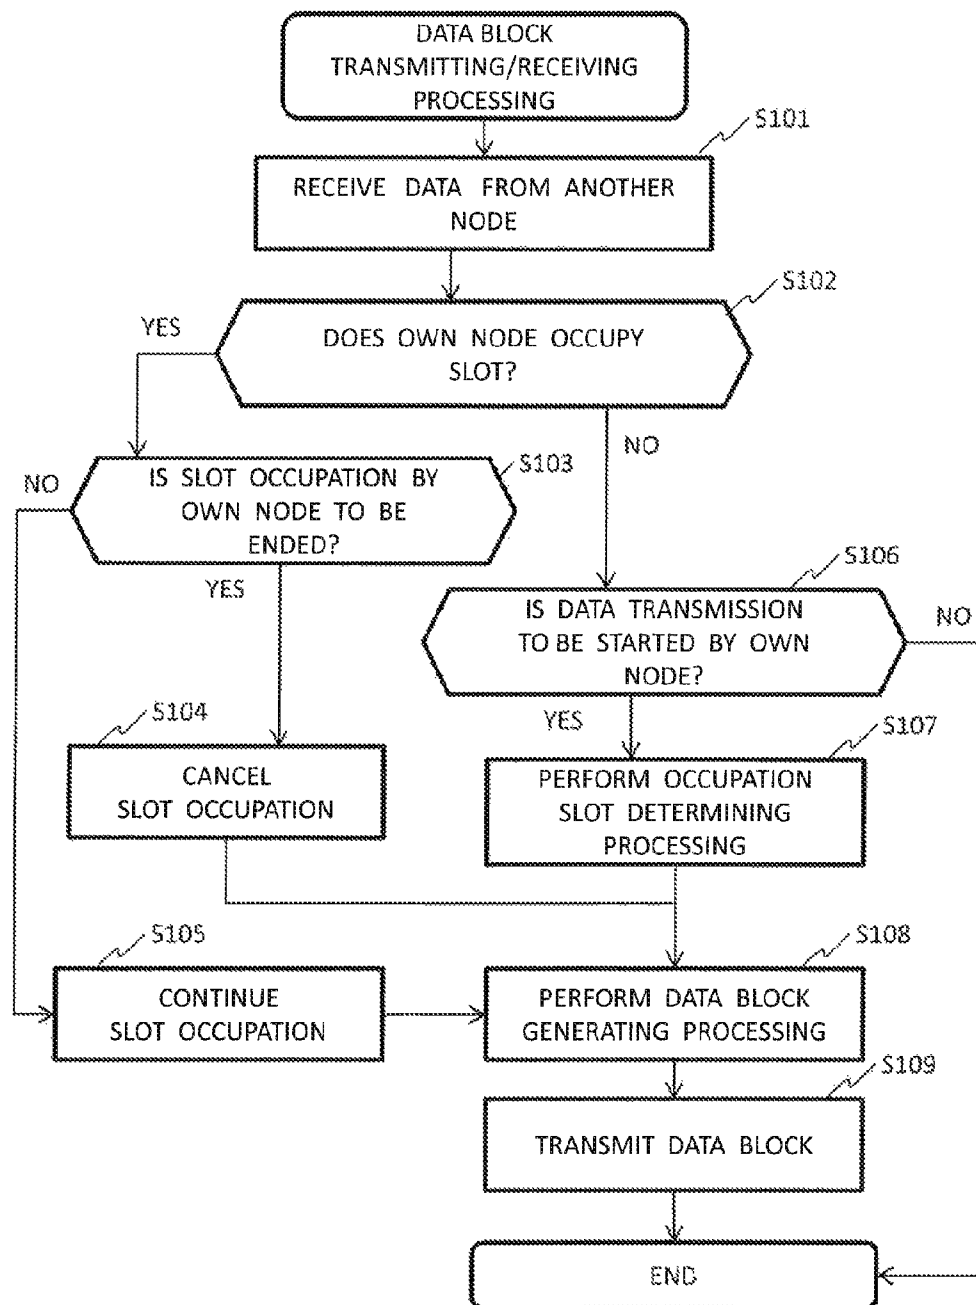 DATA BLOCK
TRANSMITTING/RECEIVING
PROCESSING
S101
RECEIVE DATA FROM ANOTHER
NODE
S102
YES
DOES OWN NODE OCCUPY
SLOT?
NO
S103
NO
IS SLOT OCCUPATION BY
OWN NODE TO BE
ENDED?
YES
S106
IS DATA TRANSMISSION
TO BE STARTED BY OWN
NODE?
NO
YES
S104
CANCEL
SLOT OCCUPATION
S107
PERFORM OCCUPATION
SLOT DETERMINING
PROCESSING
S105
CONTINUE
SLOT OCCUPATION
S108
PERFORM DATA BLOCK
GENERATING PROCESSING
S109
TRANSMIT DATA BLOCK
END